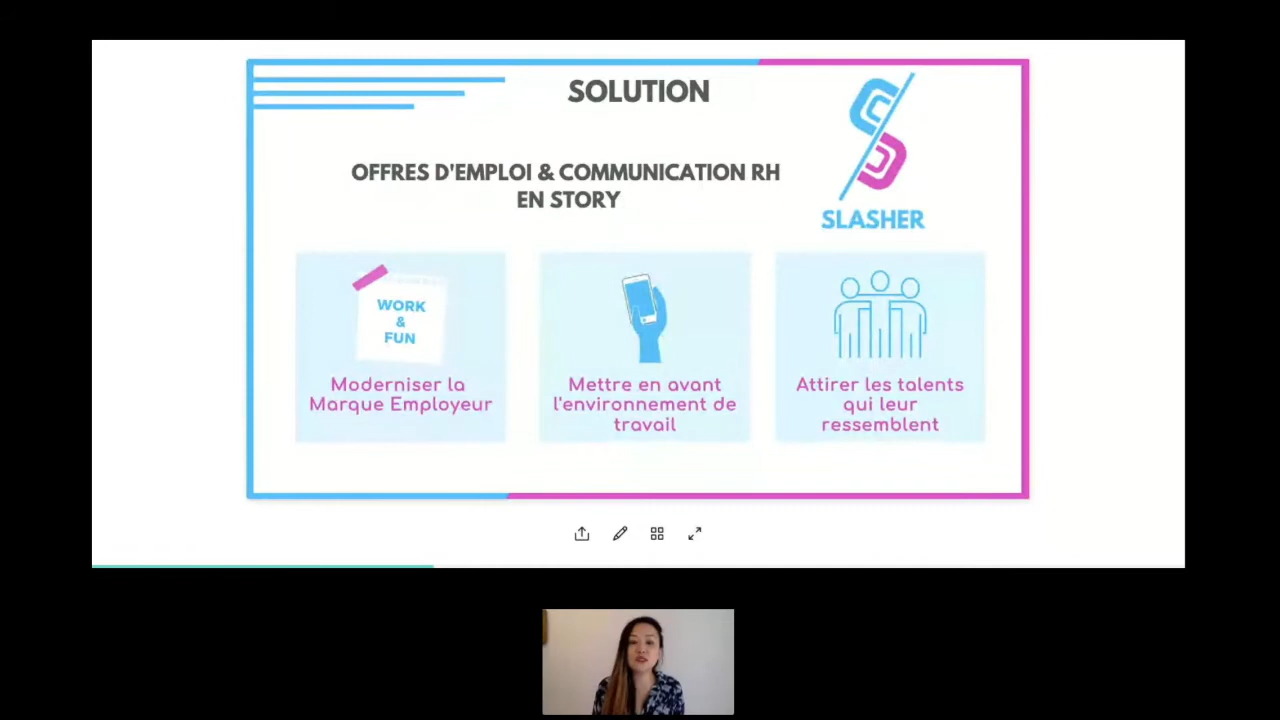 SOLUTION
OFFRES D'EMPLOI & COMMUNICATION RH
EN STORY
SLASHER
WORK
&
FUN
Moderniser la
Marque Employeur
Mettre en avant
l'environnement de
travail
Attirer les talents
qui leur
ressemblent